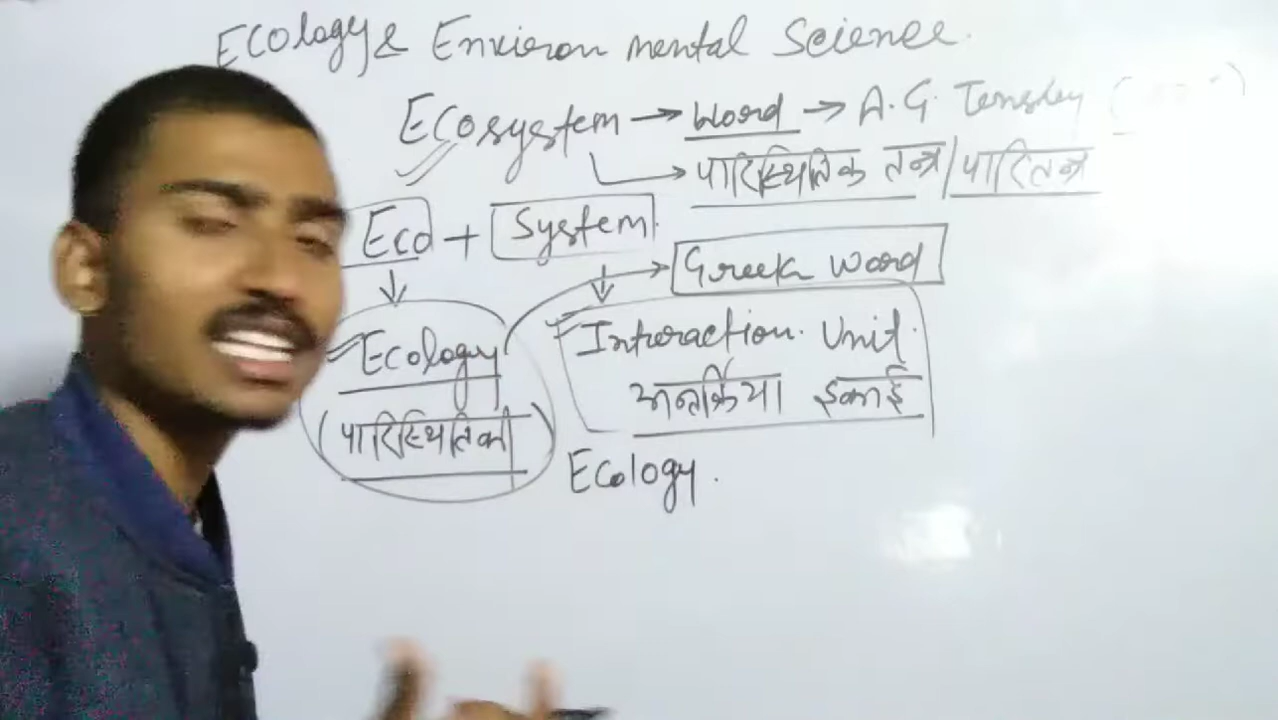 Ecology & Environmental Science.
Ecosystem → Word → A.G. Tansley
→ पारिस्थितिक तन्त्र/पारितन्त्र
Eco + System
→ Greek Word
Ecology
(पारिस्थितिकी)
Interaction Unit
अन्तर्क्रिया इकाई
Ecology.